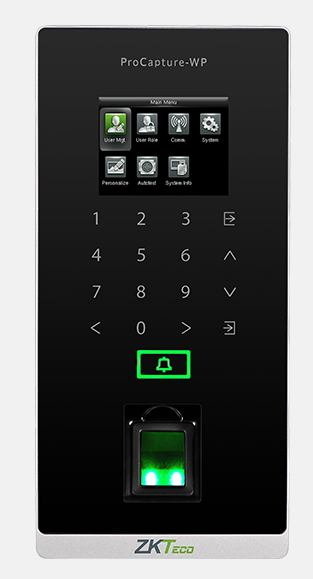 ProCapture-WP
Main Menu
User Mgt. User Role Comm. System
Personalize Autotest System Info
1 2 3
4 5 6
7 8 9
< 0 >
ZKTECO